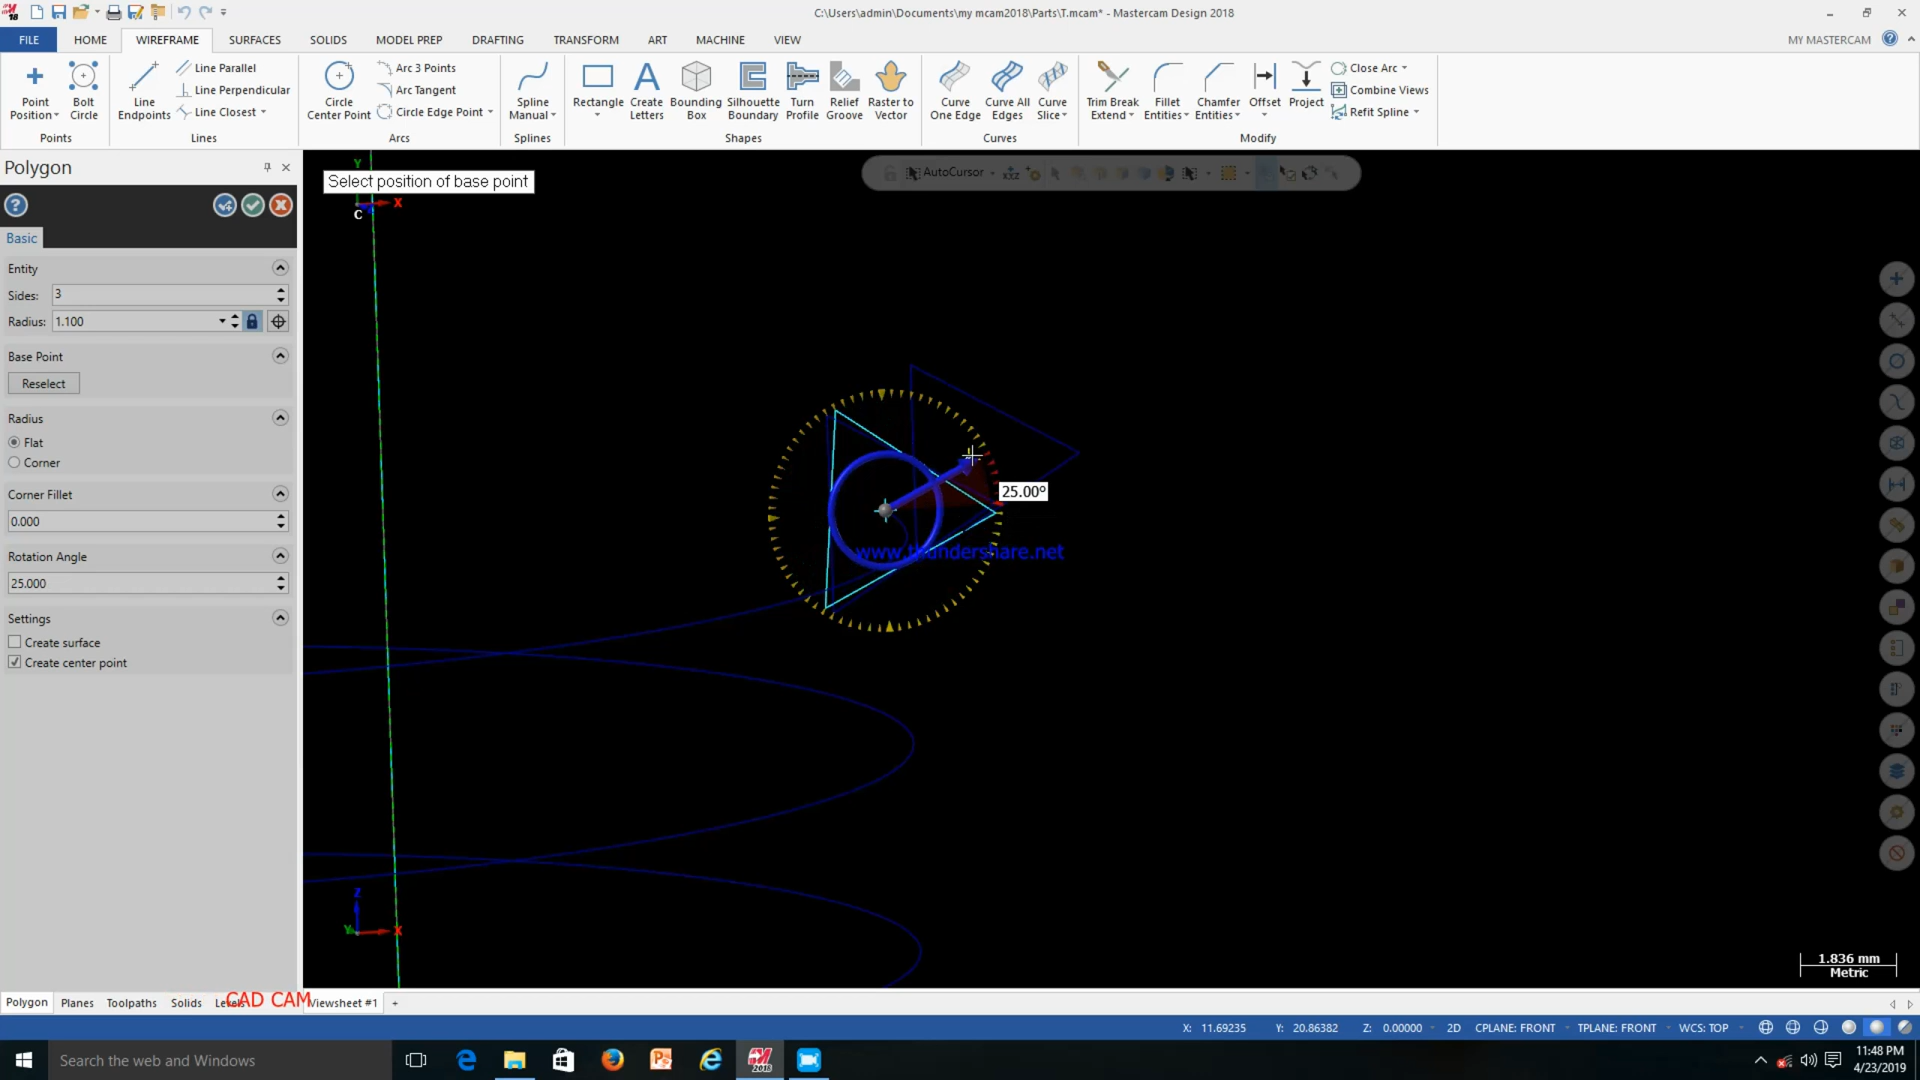 C:\Users\admin\Documents\my mcam2018\Parts\T.mcam* - Mastercam Design 2018
FILE HOME WIREFRAME SURFACES SOLIDS MODEL PREP DRAFTING TRANSFORM ART MACHINE VIEW MY MASTERCAM
Point Position
Bolt Circle
Points
Line Endpoints
Line Parallel
Line Perpendicular
Line Closest
Lines
Circle Center Point
Arc 3 Points
Arc Tangent
Circle Edge Point
Arcs
Spline Manual
Splines
Rectangle
Create Letters
Bounding Box
Silhouette Boundary
Turn Profile
Relief Groove
Raster to Vector
Shapes
Curve One Edge
Curve All Edges
Curve Slice
Curves
Trim Break Extend
Fillet Entities
Chamfer Entities
Offset
Project
Close Arc
Combine Views
Refit Spline
Modify
Polygon
Basic
Entity
Sides: 3
Radius: 1.100
Base Point
Reselect
Radius
Flat
Corner
Corner Fillet
0.000
Rotation Angle
25.000
Settings
Create surface
Create center point
Y
Select position of base point
X
C
AutoCursor
25.00°
www.thundershare.net
Z
Y X
1.836 mm
Metric
Polygon Planes Toolpaths Solids Levels
CAD CAM
Viewsheet #1 +
X: 11.69235 Y: 20.86382 Z: 0.00000 2D CPLANE: FRONT TPLANE: FRONT WCS: TOP
Search the web and Windows
11:48 PM
4/23/2019